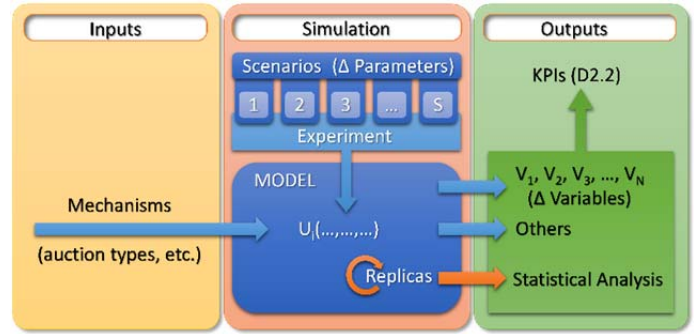 Inputs
Simulation
Outputs
Scenarios (Δ Parameters)
1 2 3 ... S
Experiment
KPIs (D2.2)
MODEL
V1, V2, V3, ..., VN
(Δ Variables)
Mechanisms
(auction types, etc.)
Ui(...,...,...)
Others
Replicas
Statistical Analysis